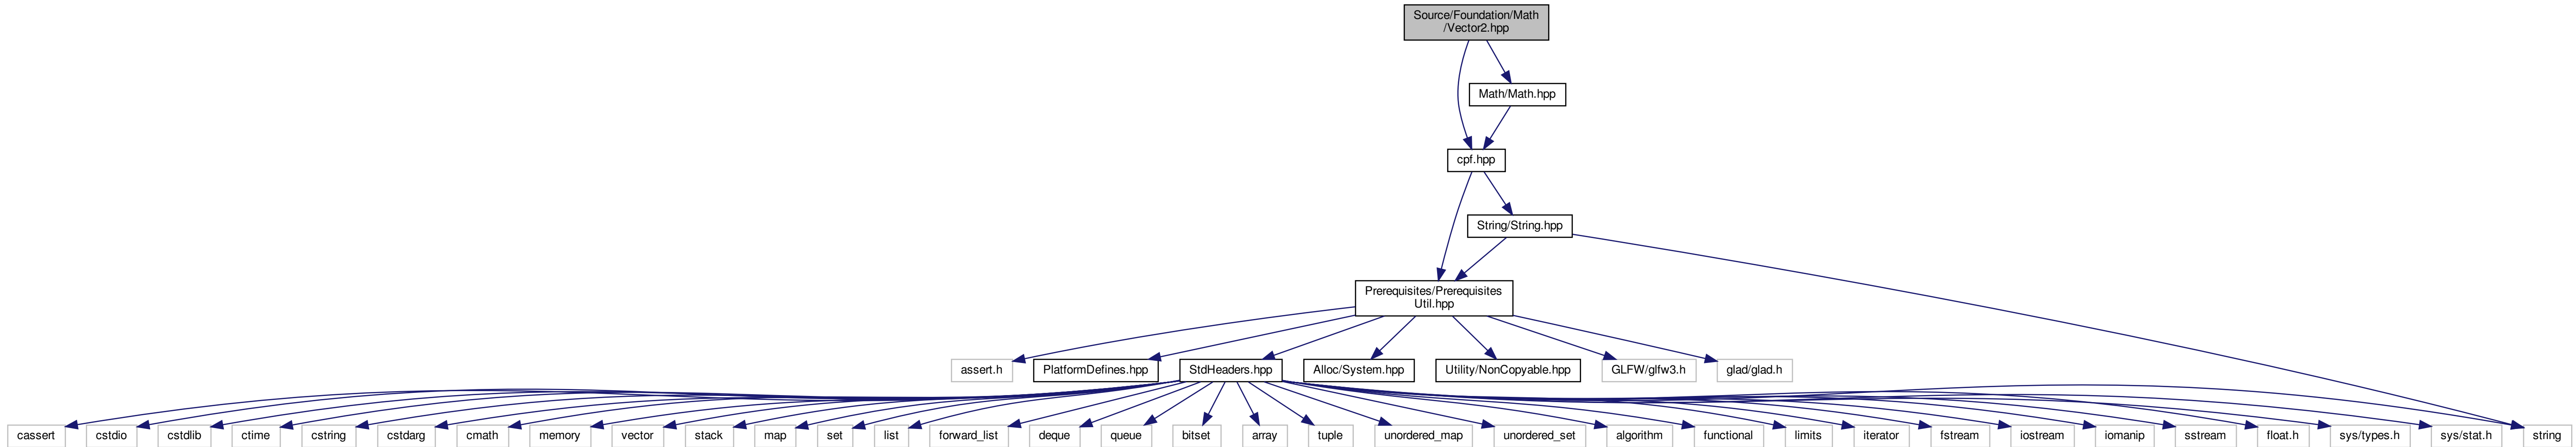 Source/Foundation/Math
/Vector2.hpp
Math/Math.hpp
cpf.hpp
String/String.hpp
Prerequisites/Prerequisites
Util.hpp
assert.h
PlatformDefines.hpp
StdHeaders.hpp
Alloc/System.hpp
Utility/NonCopyable.hpp
GLFW/glfw3.h
glad/glad.h
cassert
cstdio
cstdlib
ctime
cstring
cstdarg
cmath
memory
vector
stack
map
set
list
forward_list
deque
queue
bitset
array
tuple
unordered_map
unordered_set
algorithm
functional
limits
iterator
fstream
iostream
iomanip
sstream
float.h
sys/types.h
sys/stat.h
string